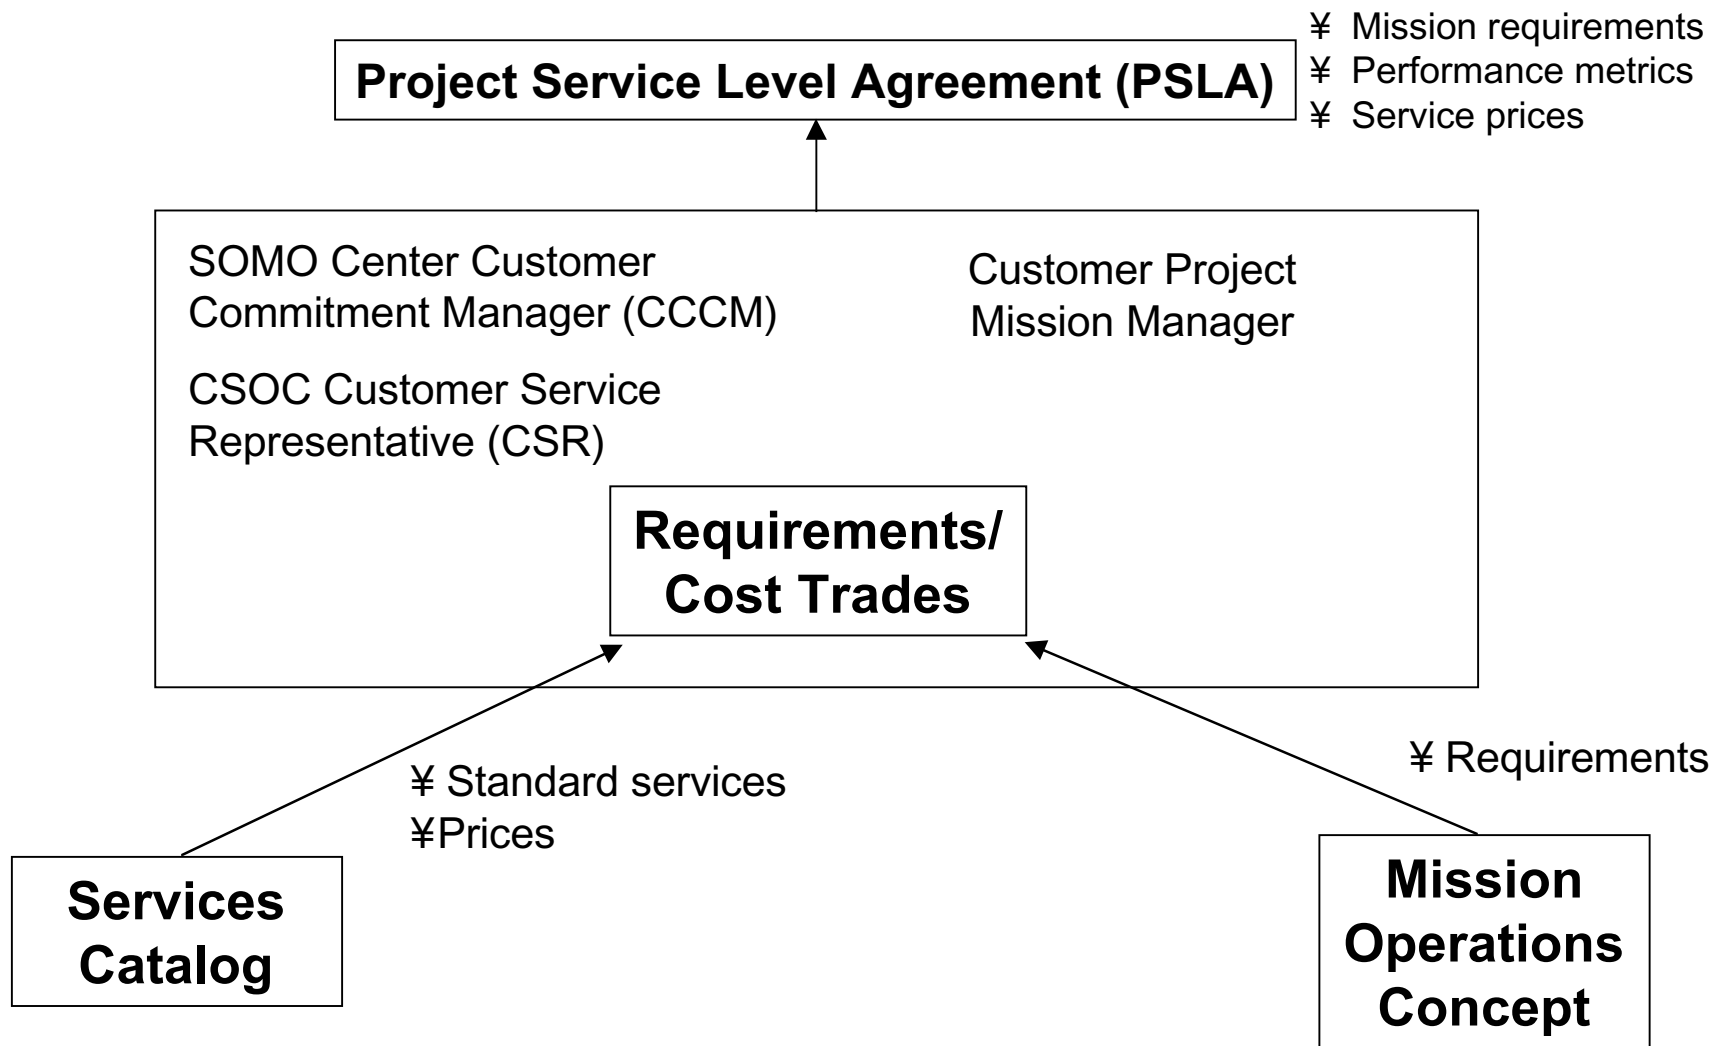 Project Service Level Agreement (PSLA)
¥ Mission requirements
¥ Performance metrics
¥ Service prices
SOMO Center Customer
Commitment Manager (CCCM)
CSOC Customer Service
Representative (CSR)
Customer Project
Mission Manager
Requirements/
Cost Trades
¥ Standard services
¥Prices
¥ Requirements
Services
Catalog
Mission
Operations
Concept